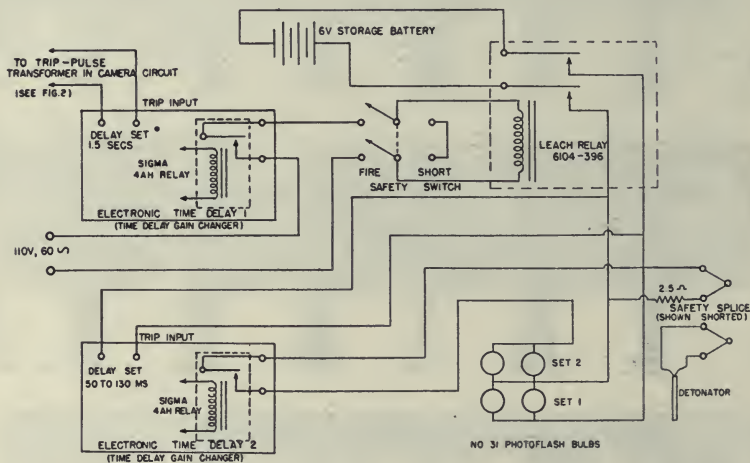 6V STORAGE BATTERY
TO TRIP-PULSE
TRANSFORMER IN CAMERA CIRCUIT
(SEE FIG. 2)
TRIP INPUT
DELAY SET
1.5 SECS
SIGMA
4AH RELAY
ELECTRONIC TIME DELAY 1
(TIME DELAY GAIN CHANGER)
FIRE
SHORT
SAFETY
SWITCH
LEACH RELAY
6104-396
110V, 60 ∿
2.5 Ω
SAFETY SPLICE
(SHOWN SHORTED)
TRIP INPUT
DELAY SET
50 TO 130 MS
SIGMA
4AH RELAY
ELECTRONIC TIME DELAY 2
(TIME DELAY GAIN CHANGER)
SET 2
SET 1
DETONATOR
NO 31 PHOTOFLASH BULBS